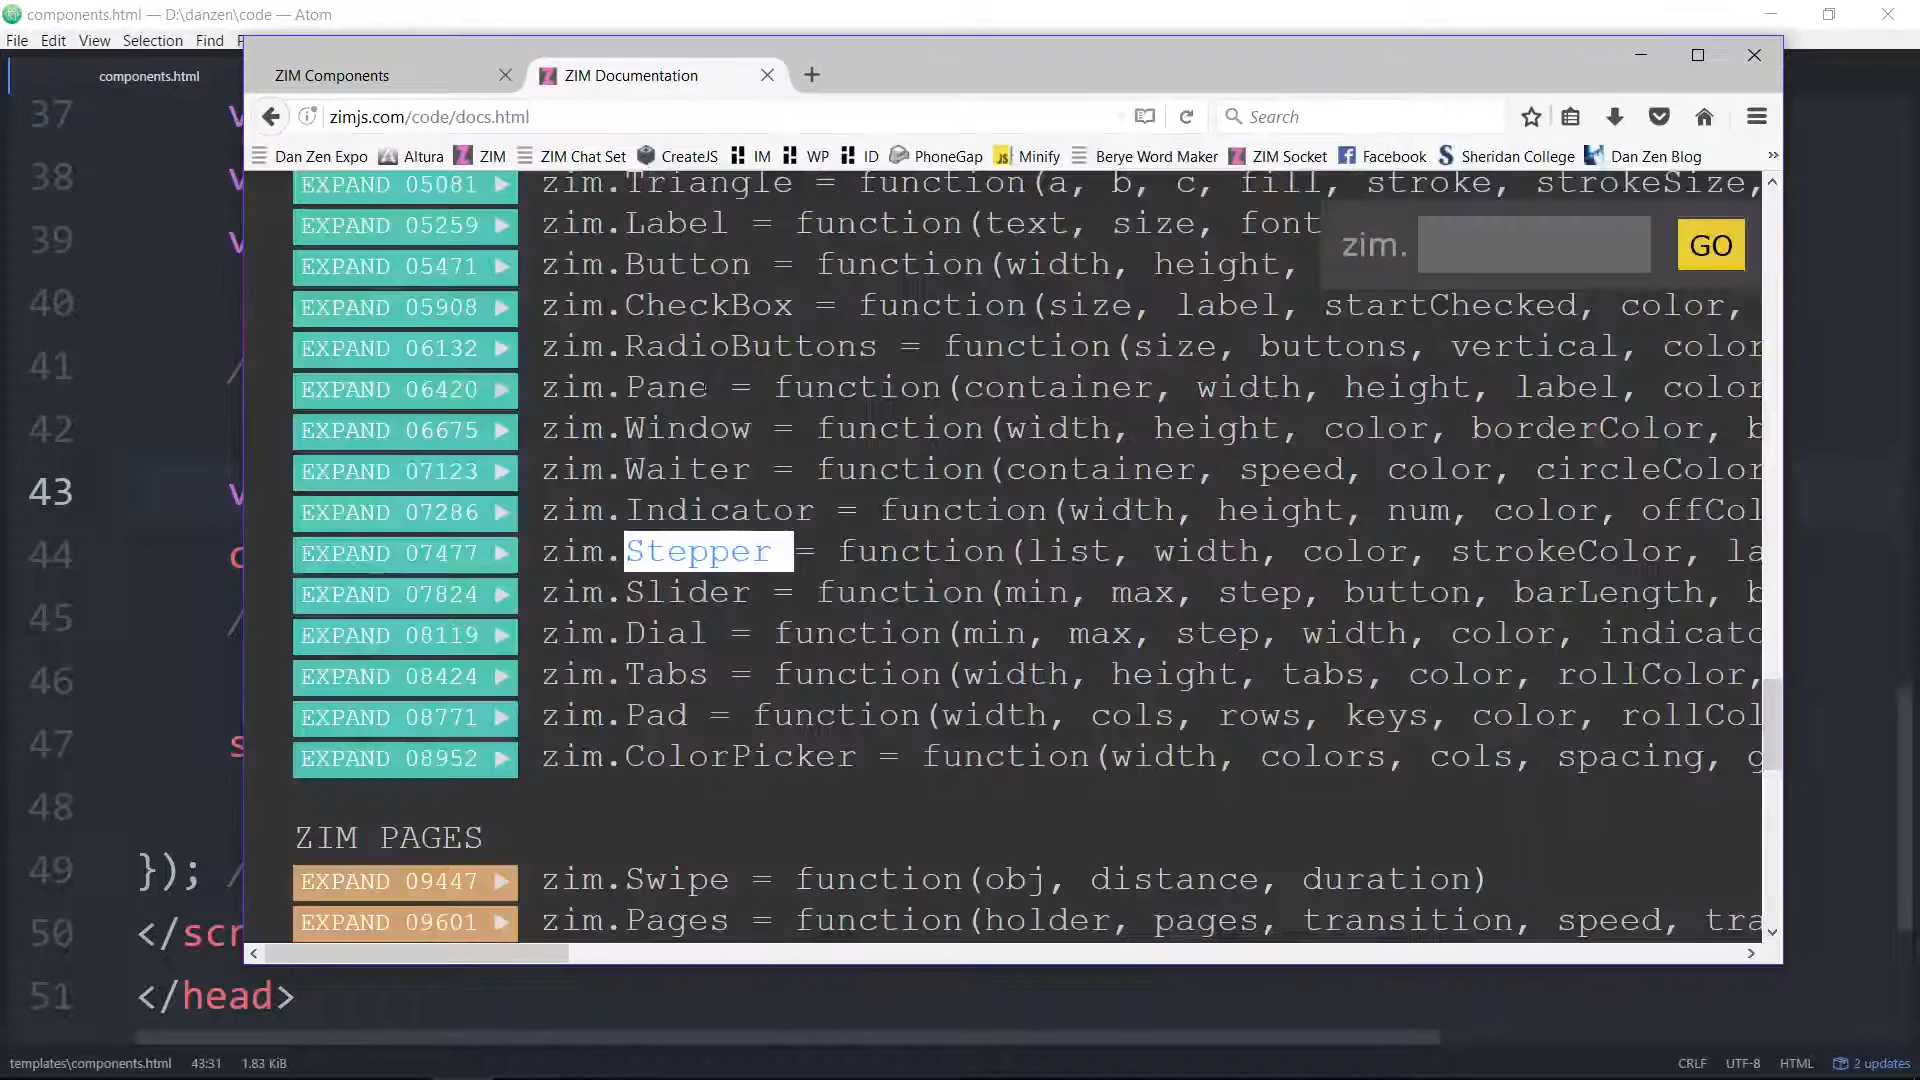 components.html — D:\danzen\code — Atom
File Edit View Selection Find
components.html
ZIM Components
ZIM Documentation
zimjs.com/code/docs.html
Search
Dan Zen Expo Altura ZIM ZIM Chat Set CreateJS IM WP ID PhoneGap Minify Berye Word Maker ZIM Socket Facebook Sheridan College Dan Zen Blog »
EXPAND 05081 zim.Triangle = function(a, b, c, fill, stroke, strokeSize,
EXPAND 05259 zim.Label = function(text, size, font
zim. GO
EXPAND 05471 zim.Button = function(width, height,
EXPAND 05908 zim.CheckBox = function(size, label, startChecked, color,
EXPAND 06132 zim.RadioButtons = function(size, buttons, vertical, color
EXPAND 06420 zim.Pane = function(container, width, height, label, color
EXPAND 06675 zim.Window = function(width, height, color, borderColor, b
EXPAND 07123 zim.Waiter = function(container, speed, color, circleColor
EXPAND 07286 zim.Indicator = function(width, height, num, color, offCol
EXPAND 07477 zim.Stepper = function(list, width, color, strokeColor, la
EXPAND 07824 zim.Slider = function(min, max, step, button, barLength, b
EXPAND 08119 zim.Dial = function(min, max, step, width, color, indicato
EXPAND 08424 zim.Tabs = function(width, height, tabs, color, rollColor,
EXPAND 08771 zim.Pad = function(width, cols, rows, keys, color, rollCol
EXPAND 08952 zim.ColorPicker = function(width, colors, cols, spacing, g
ZIM PAGES
EXPAND 09447 zim.Swipe = function(obj, distance, duration)
EXPAND 09601 zim.Pages = function(holder, pages, transition, speed, tra
37 v
38 v
39 v
40
41 /
42
43 v
44 c
45 /
46
47 s
48
49 }); /
50 </scr
51 </head>
templates\components.html 43:31 1.83 KiB
CRLF UTF-8 HTML 2 updates